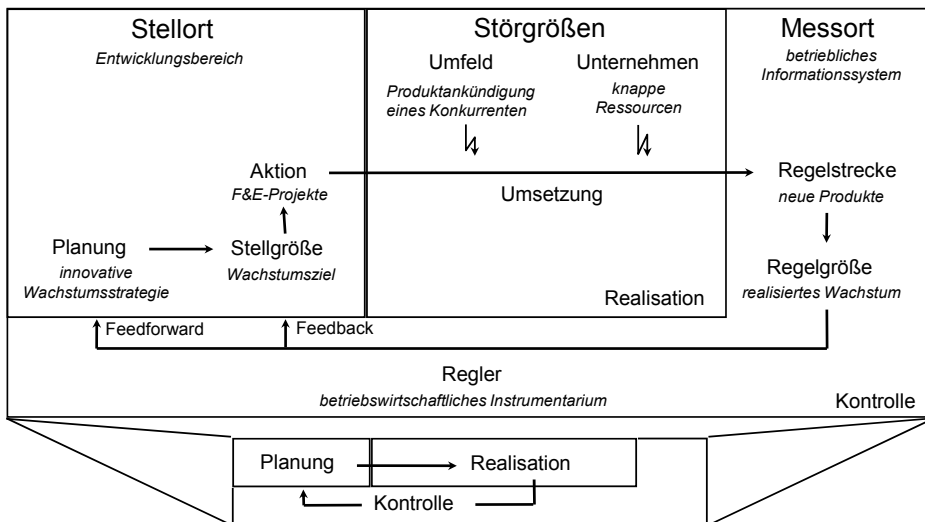 Stellort
Entwicklungsbereich
Störgrößen
Umfeld
Produktankündigung
eines Konkurrenten
Unternehmen
knappe
Ressourcen
Messort
betriebliches
Informationssystem
Aktion
F&E-Projekte
Umsetzung
Regelstrecke
neue Produkte
Planung
innovative
Wachstumsstrategie
Stellgröße
Wachstumsziel
Regelgröße
realisiertes Wachstum
Realisation
Feedforward
Feedback
Regler
betriebswirtschaftliches Instrumentarium
Kontrolle
Planung
Realisation
Kontrolle